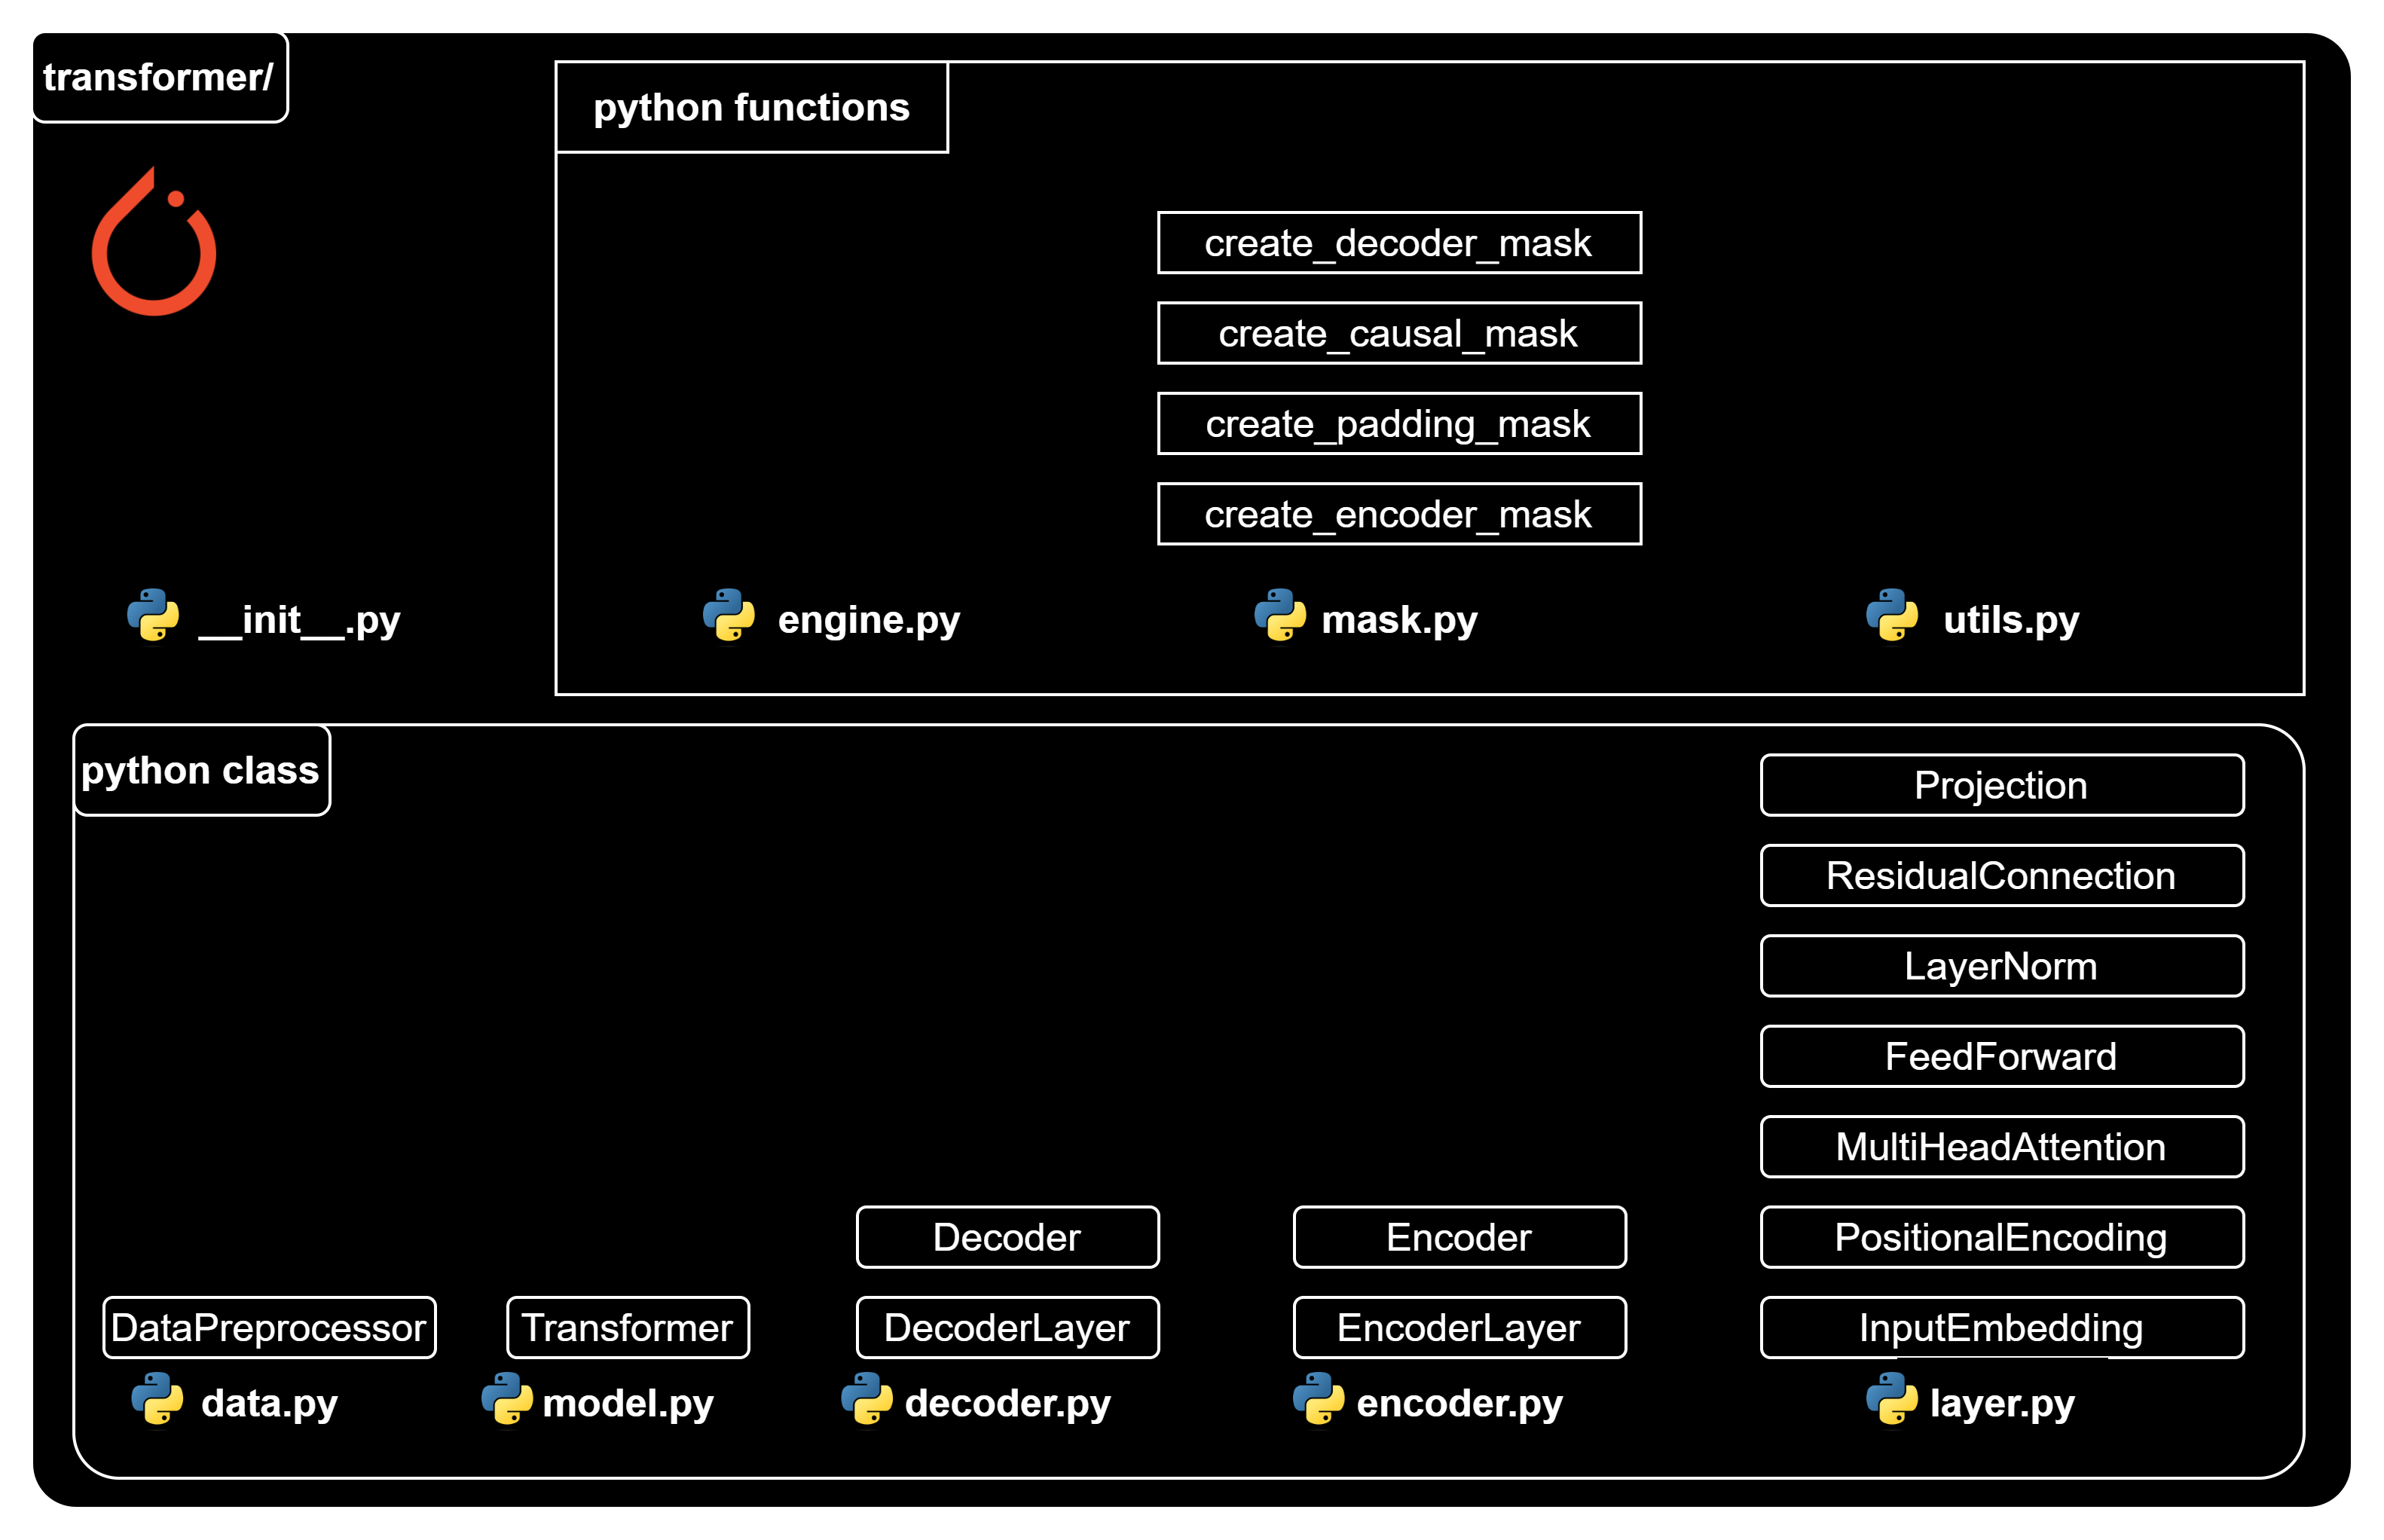 transformer/
python functions
create_decoder_mask
create_causal_mask
create_padding_mask
create_encoder_mask
__init__.py
engine.py
mask.py
utils.py
python class
Projection
ResidualConnection
LayerNorm
FeedForward
MultiHeadAttention
Decoder
Encoder
PositionalEncoding
DataPreprocessor
Transformer
DecoderLayer
EncoderLayer
InputEmbedding
data.py
model.py
decoder.py
encoder.py
layer.py